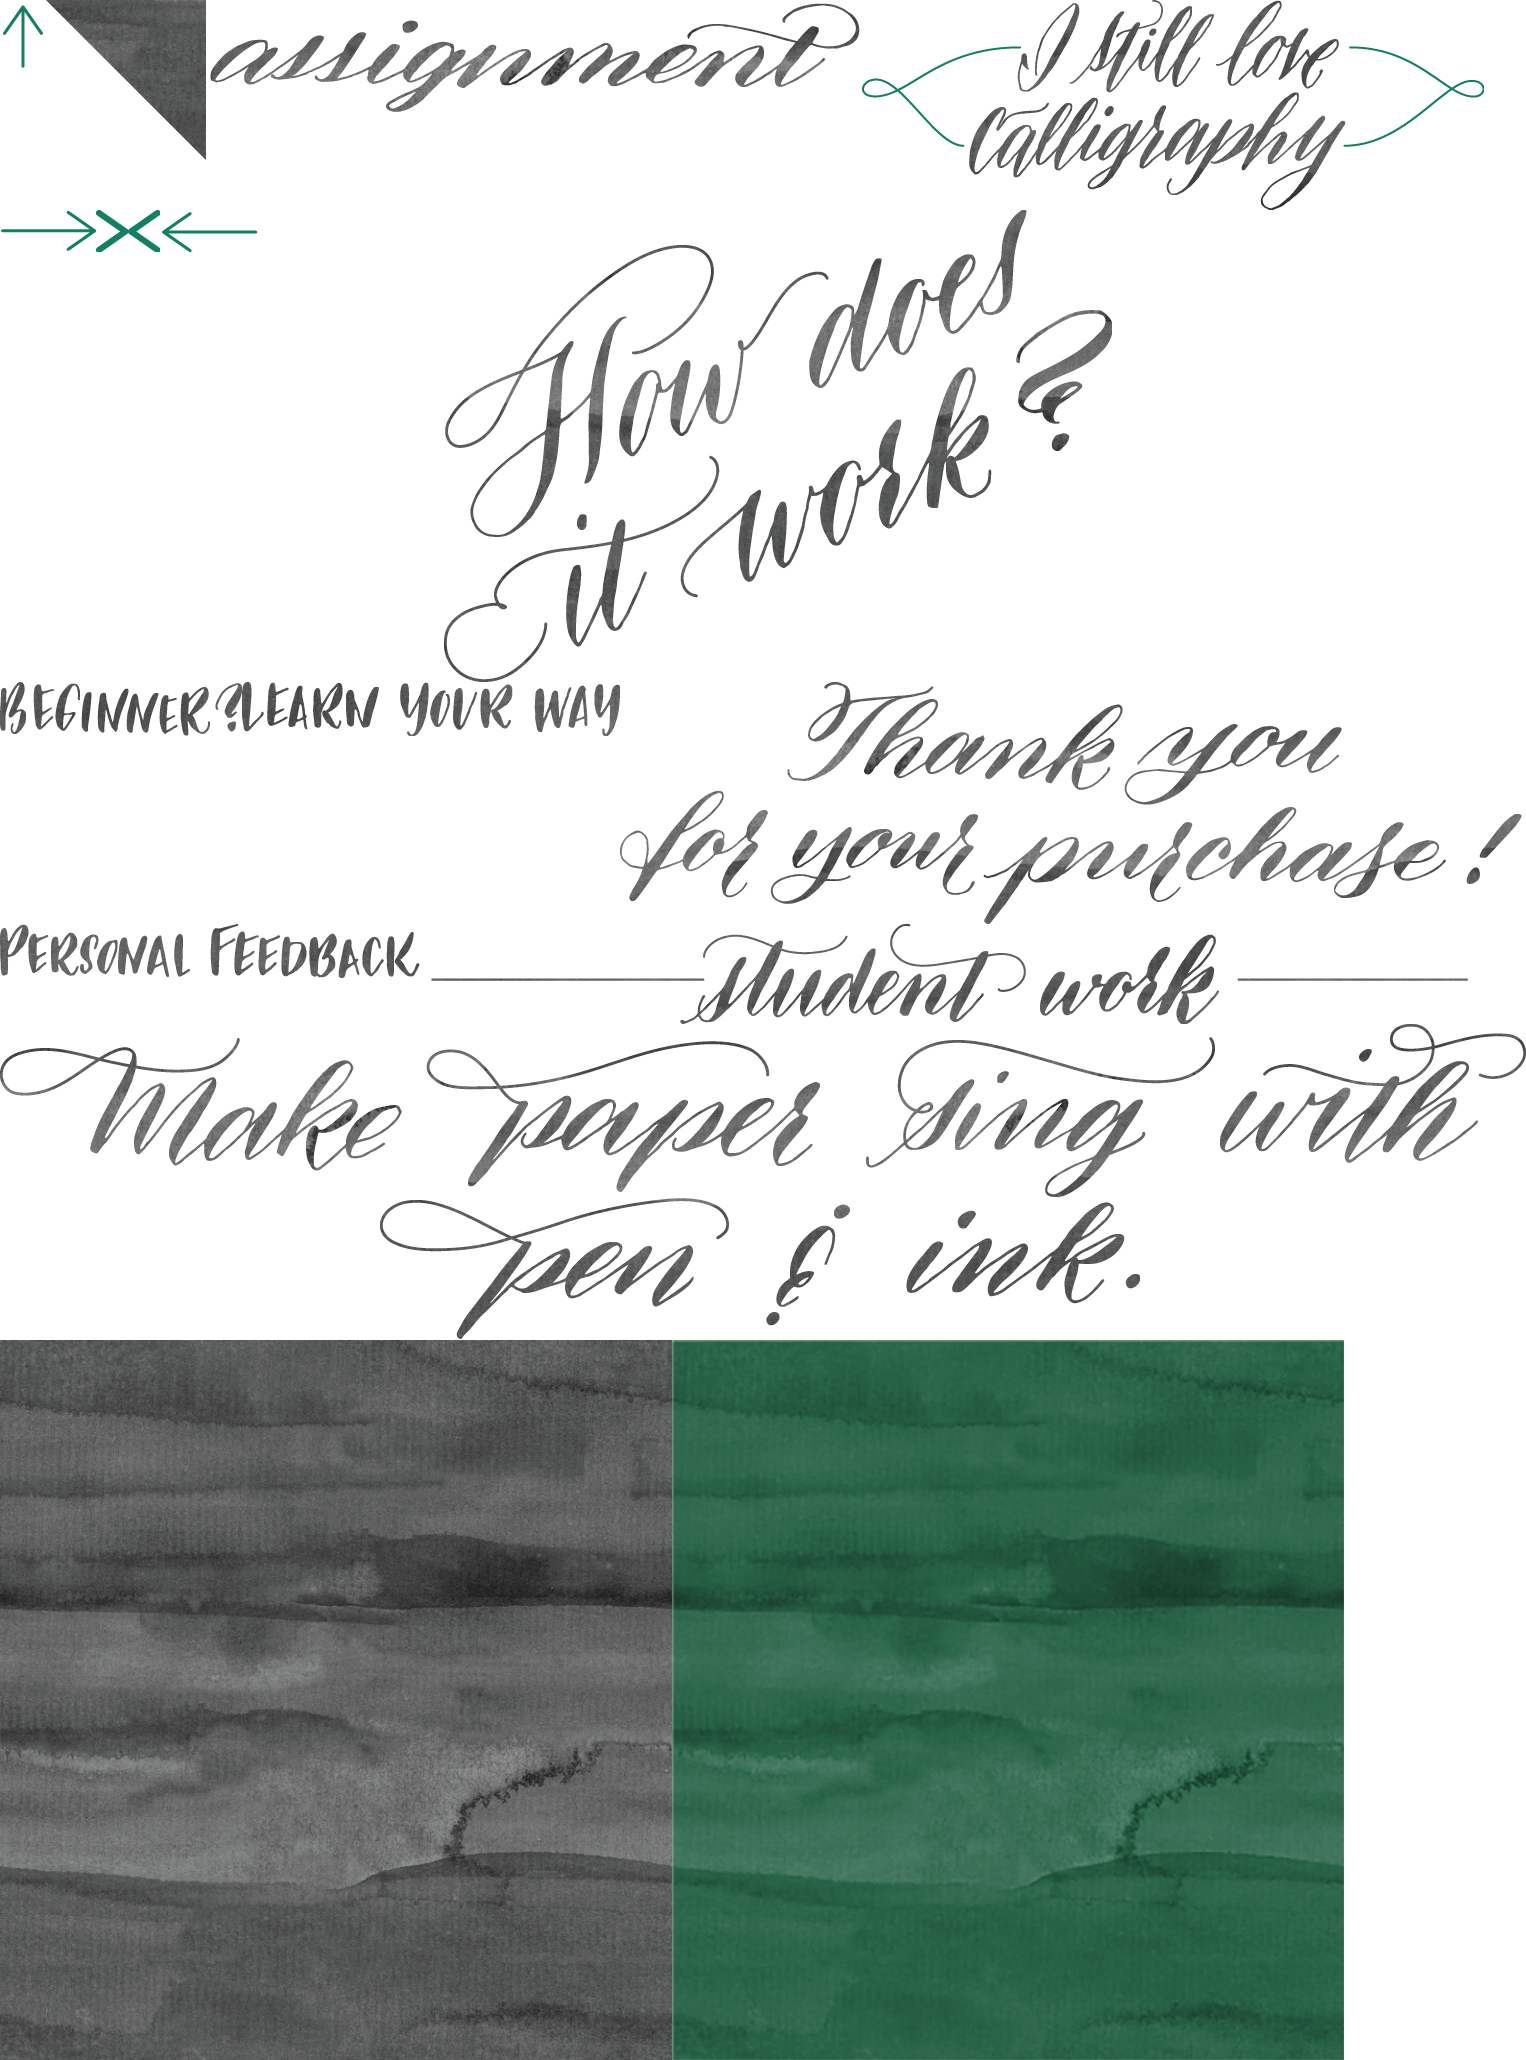 assignment
I still love
Calligraphy
How does
it work?
BEGINNER?
LEARN YOUR WAY
Thank you
for your purchase!
PERSONAL FEEDBACK
student work
Make paper sing with
pen & ink.